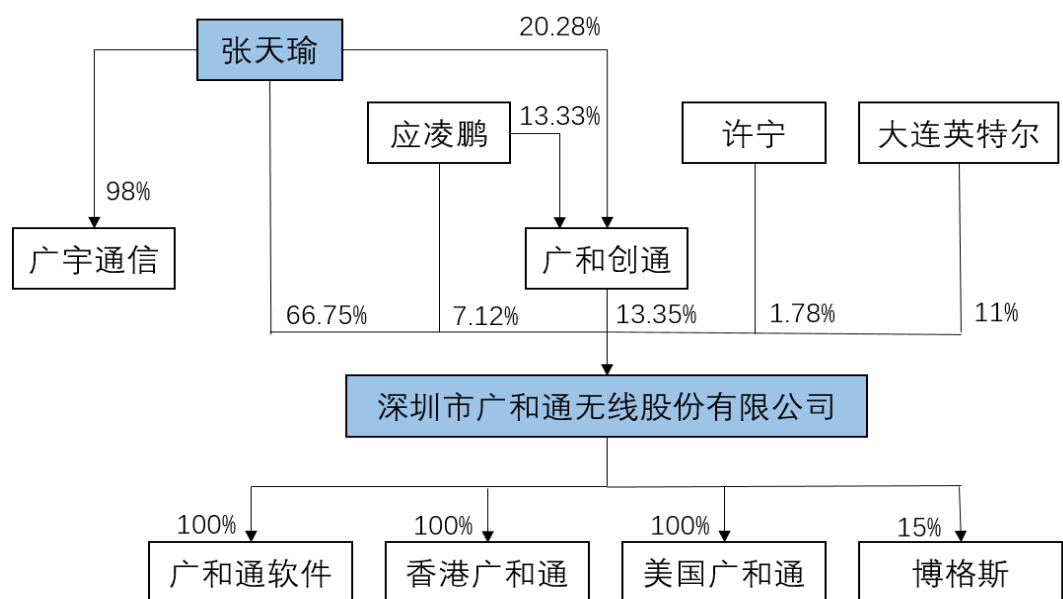 张天瑜
20.28%
应凌鹏
13.33%
许宁
大连英特尔
98%
广宇通信
广和创通
66.75%
7.12%
13.35%
1.78%
11%
深圳市广和通无线股份有限公司
100%
100%
100%
15%
广和通软件
香港广和通
美国广和通
博格斯